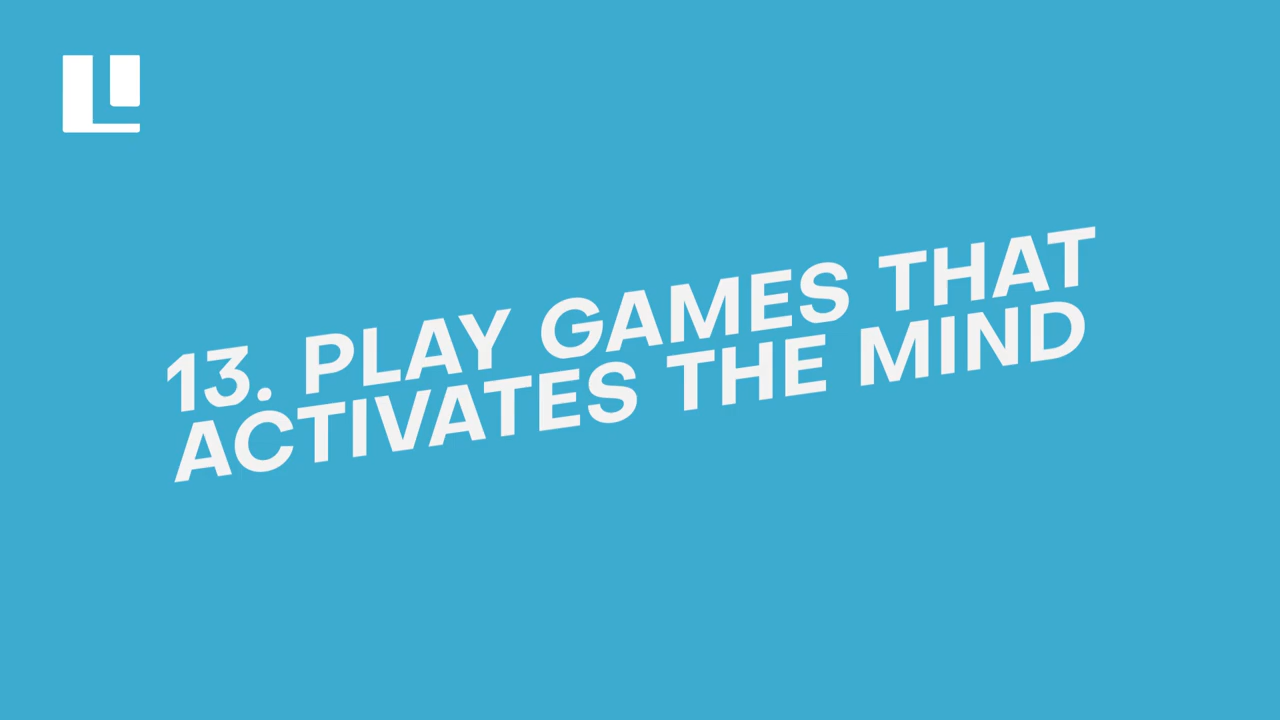 13. PLAY GAMES THAT
ACTIVATES THE MIND